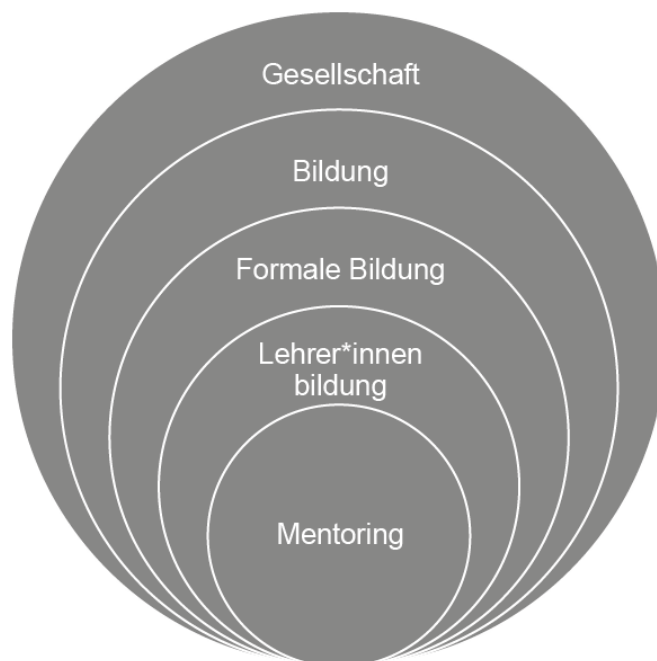 Gesellschaft
Bildung
Formale Bildung
Lehrer*innen
bildung
Mentoring